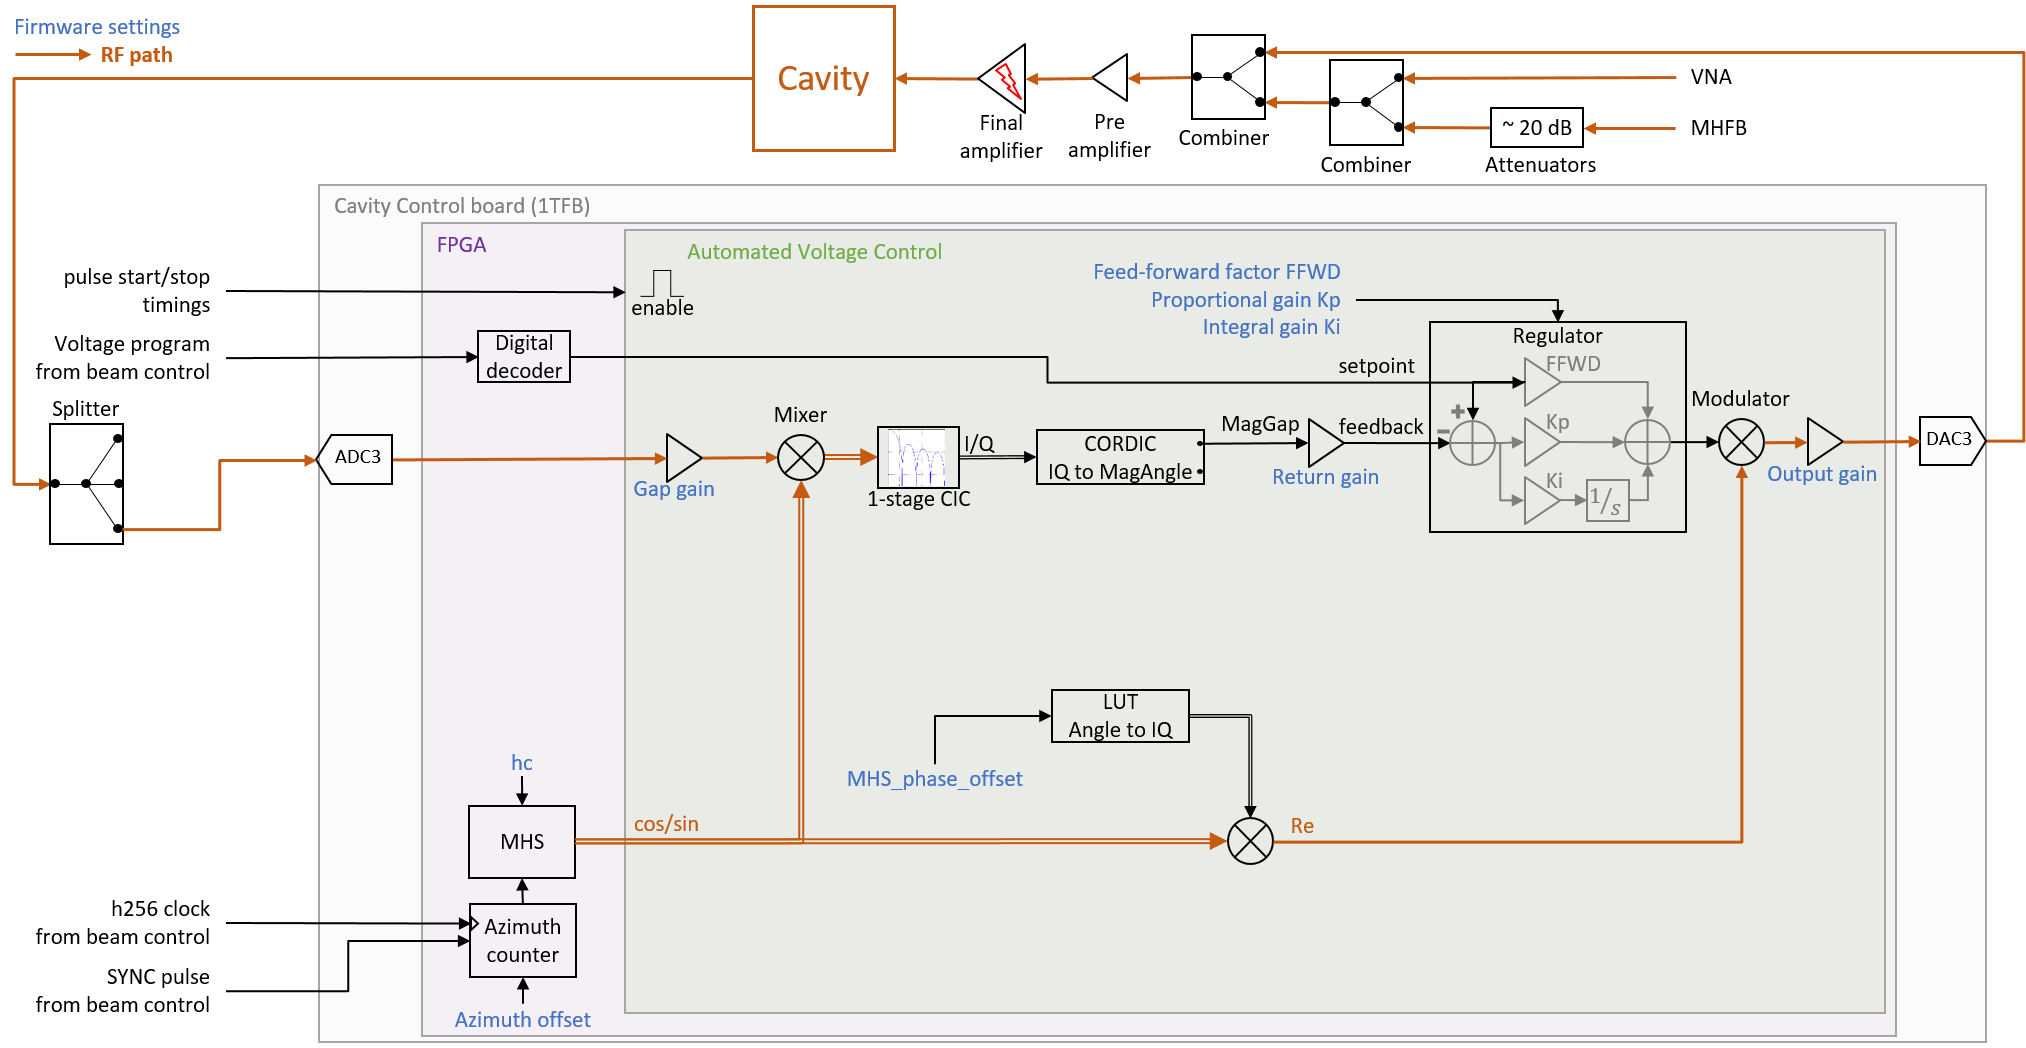 Firmware settings
RF path
Cavity
Final
amplifier
Pre
amplifier
Combiner
Combiner
~ 20 dB
Attenuators
VNA
MHFB
Cavity Control board (1TFB)
FPGA
Automated Voltage Control
pulse start/stop
timings
enable
Voltage program
from beam control
Digital
decoder
Feed-forward factor FFWD
Proportional gain Kp
Integral gain Ki
setpoint
Regulator
FFWD
+
−
Kp
Ki
1/s
Modulator
Output gain
DAC3
Splitter
ADC3
Gap gain
Mixer
1-stage CIC
I/Q
CORDIC
IQ to MagAngle
MagGap
Return gain
feedback
LUT
Angle to IQ
MHS_phase_offset
hc
MHS
cos/sin
Re
h256 clock
from beam control
SYNC pulse
from beam control
Azimuth
counter
Azimuth offset